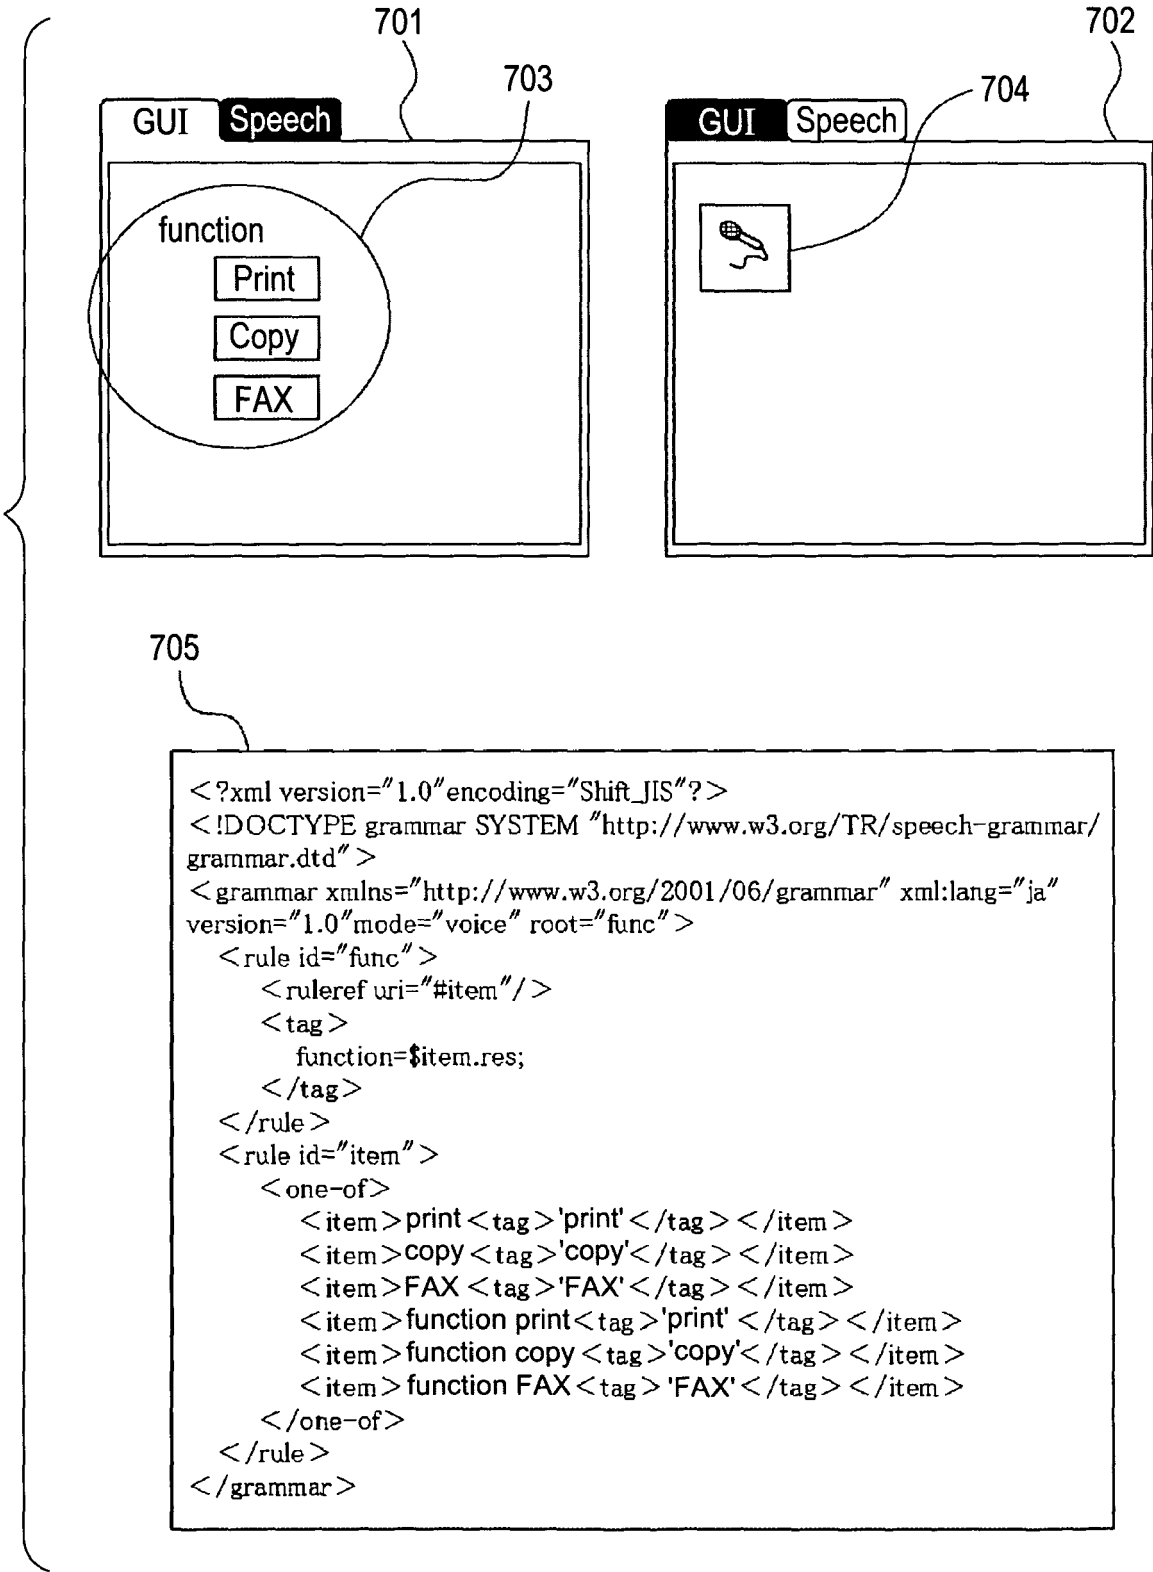 701
702
703
704
GUI Speech
GUI Speech
function
Print
Copy
FAX
705
<?xml version="1.0"encoding="Shift_JIS"?>
<!DOCTYPE grammar SYSTEM "http://www.w3.org/TR/speech-grammar/
grammar.dtd">
<grammar xmlns="http://www.w3.org/2001/06/grammar" xml:lang="ja"
version="1.0"mode="voice" root="func">
<rule id="func">
<ruleref uri="#item"/>
<tag>
function=$item.res;
</tag>
</rule>
<rule id="item">
<one-of>
<item>print<tag>'print'</tag></item>
<item>copy<tag>'copy'</tag></item>
<item>FAX<tag>'FAX'</tag></item>
<item>function print<tag>'print'</tag></item>
<item>function copy<tag>'copy'</tag></item>
<item>function FAX<tag>'FAX'</tag></item>
</one-of>
</rule>
</grammar>